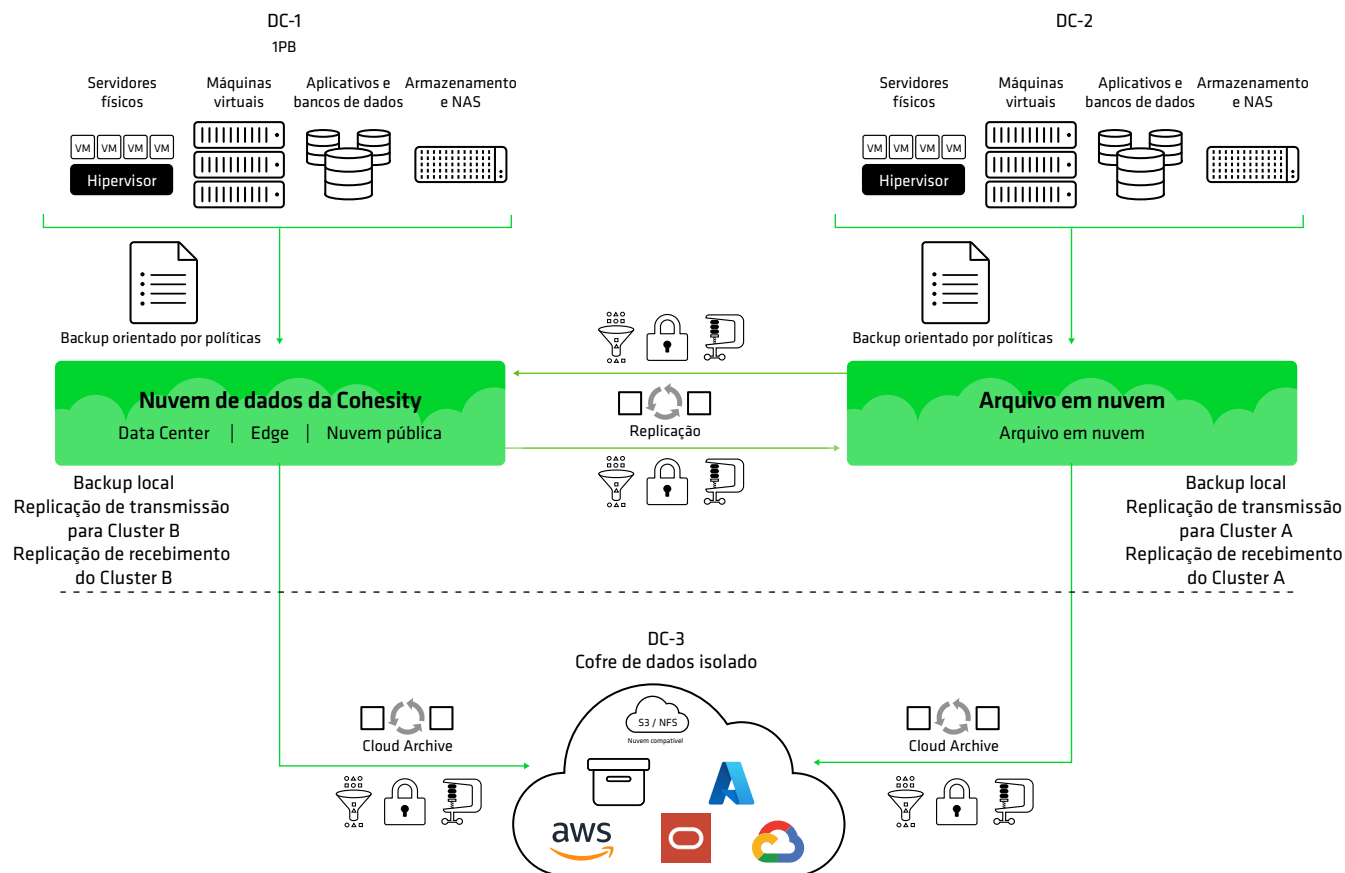 DC-1
1PB
Servidores
físicos
Máquinas
virtuais
Aplicativos e
bancos de dados
Armazenamento
e NAS
VM VM VM VM
Hipervisor
Backup orientado por políticas
DC-2
Servidores
físicos
Máquinas
virtuais
Aplicativos e
bancos de dados
Armazenamento
e NAS
VM VM VM VM
Hipervisor
Backup orientado por políticas
Nuvem de dados da Cohesity
Data Center | Edge | Nuvem pública
Replicação
Arquivo em nuvem
Arquivo em nuvem
Backup local
Replicação de transmissão
para Cluster B
Replicação de recebimento
do Cluster B
Backup local
Replicação de transmissão
para Cluster A
Replicação de recebimento
do Cluster A
DC-3
Cofre de dados isolado
Cloud Archive
S3 / NFS
Nuvem compatível
aws
Cloud Archive